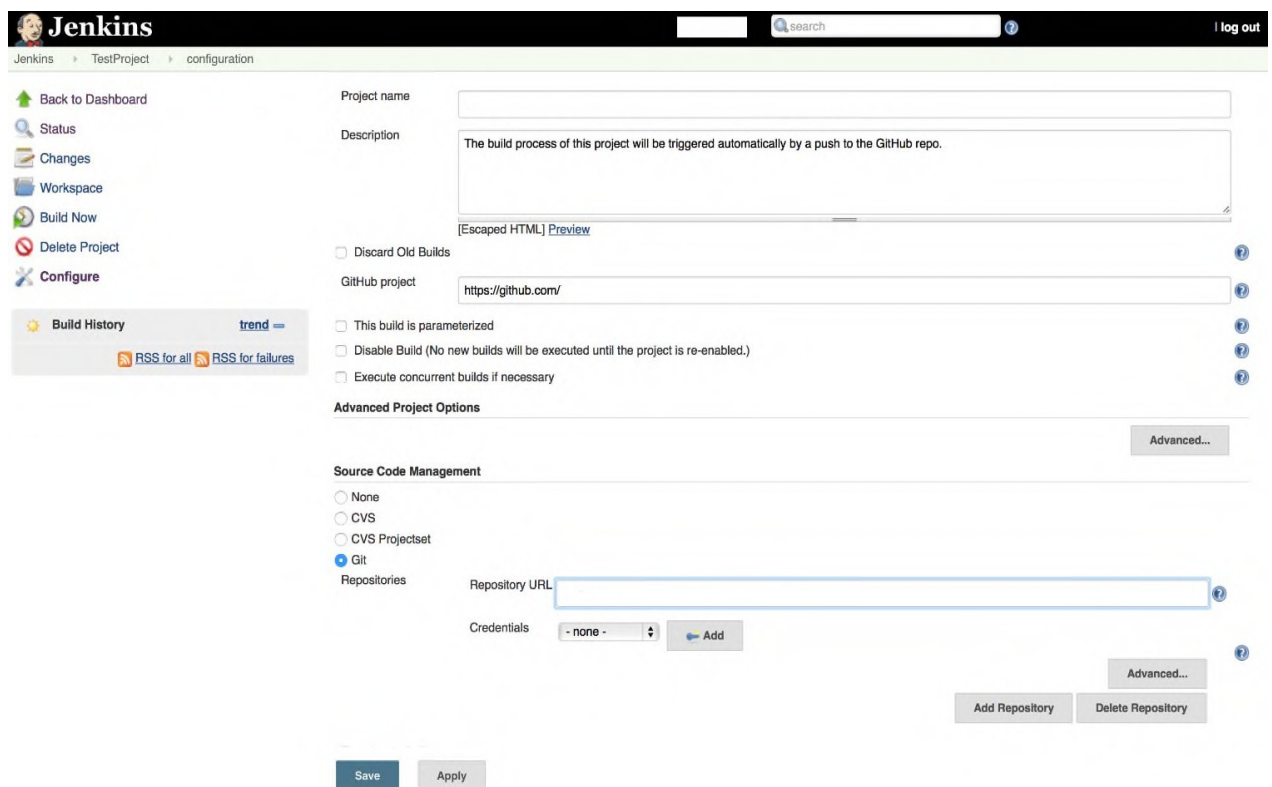 Jenkins
search
| log out
Jenkins TestProject configuration
Back to Dashboard
Status
Changes
Workspace
Build Now
Delete Project
Configure
Build History trend
RSS for all RSS for failures
Project name
Description
The build process of this project will be triggered automatically by a push to the GitHub repo.
[Escaped HTML] Preview
Discard Old Builds
GitHub project
https://github.com/
This build is parameterized
Disable Build (No new builds will be executed until the project is re-enabled.)
Execute concurrent builds if necessary
Advanced Project Options
Advanced...
Source Code Management
None
CVS
CVS Projectset
Git
Repositories
Repository URL
Credentials
- none -
Add
Advanced...
Add Repository
Delete Repository
Save
Apply